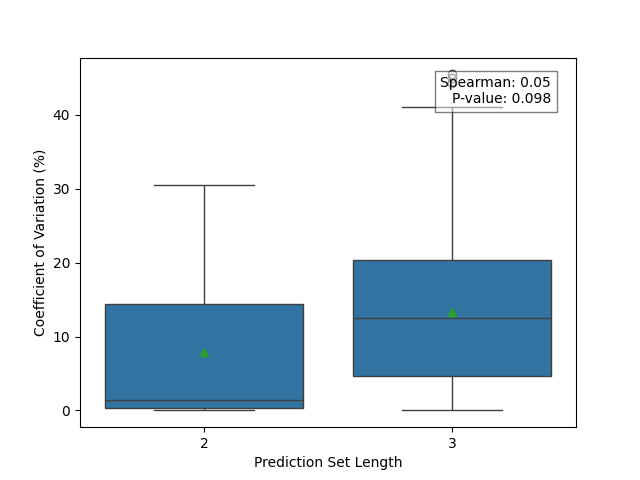 Spearman: 0.05
P-value: 0.098
40
30
20
10
0
Coefficient of Variation (%)
2
3
Prediction Set Length